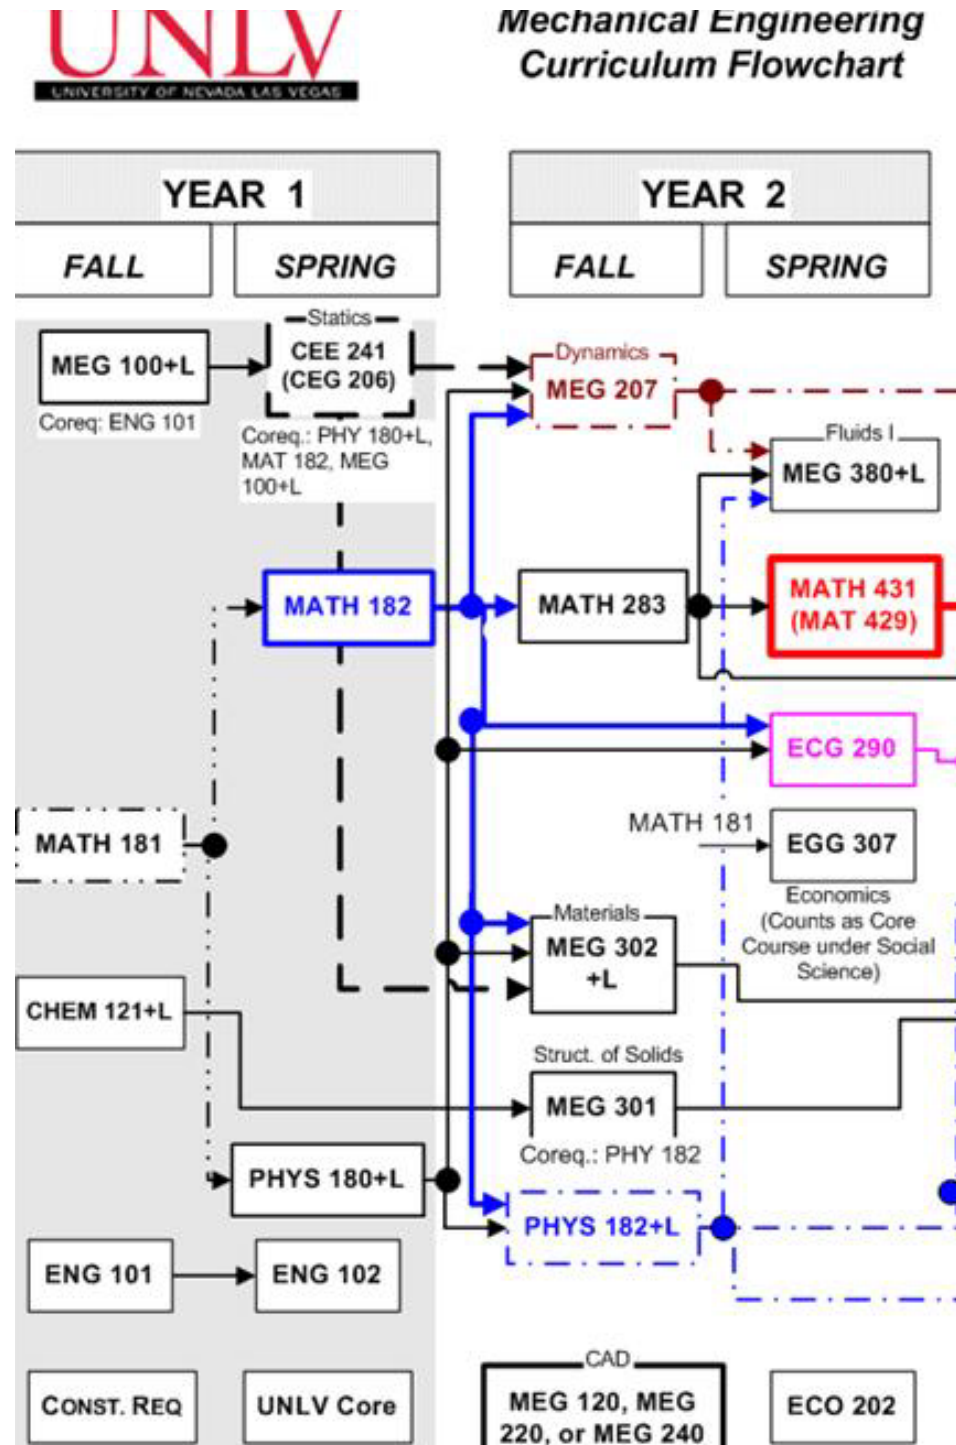 UNLV
UNIVERSITY OF NEVADA LAS VEGAS
Mechanical Engineering
Curriculum Flowchart
YEAR 1
YEAR 2
FALL
SPRING
FALL
SPRING
Statics
MEG 100+L
CEE 241
(CEG 206)
Coreq: ENG 101
Coreq.: PHY 180+L,
MAT 182, MEG
100+L
Dynamics
MEG 207
Fluids I
MEG 380+L
MATH 182
MATH 283
MATH 431
(MAT 429)
ECG 290
MATH 181
MATH 181
EGG 307
Economics
(Counts as Core
Course under Social
Science)
Materials
MEG 302
+L
CHEM 121+L
Struct. of Solids
MEG 301
Coreq.: PHY 182
PHYS 180+L
PHYS 182+L
ENG 101
ENG 102
CONST. REQ
UNLV Core
CAD
MEG 120, MEG
220, or MEG 240
ECO 202